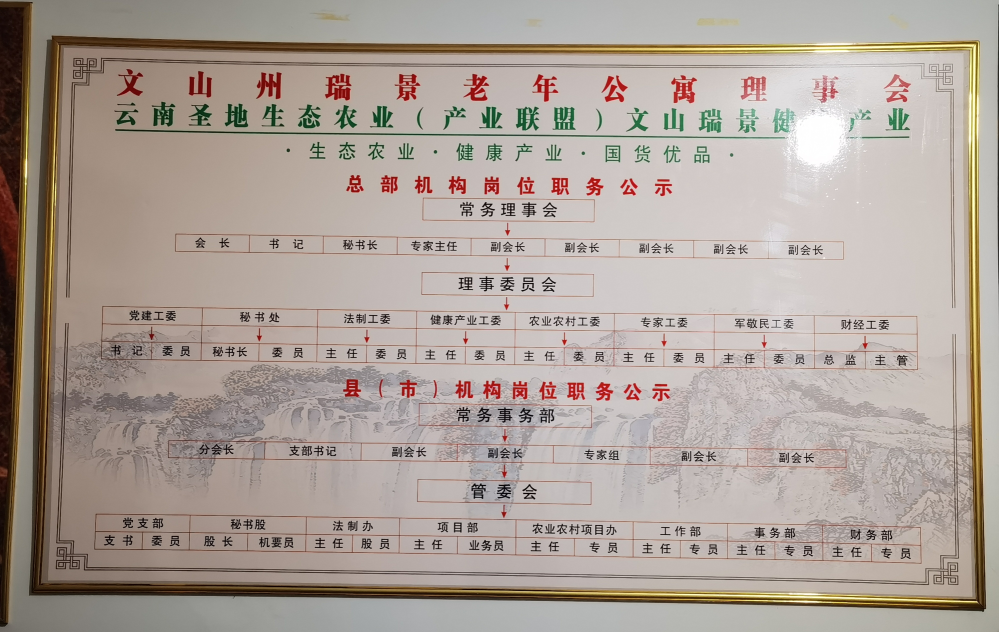 文山州瑞景老年公寓理事会
云南圣地生态农业（产业联盟）文山瑞景健 产业
·生态农业·健康产业·国货优品·
总部机构岗位职务公示
常务理事会
会长 书记 秘书长 专家主任 副会长 副会长 副会长 副会长 副会长
理事委员会
党建工委 秘书处 法制工委 健康产业工委 农业农村工委 专家工委 军敬民工委 财经工委
书记 委员 秘书长 委员 主任 委员 主任 委员 主任 委员 主任 委员 主任 委员 总监 主管
县（市）机构岗位职务公示
常务事务部
分会长 支部书记 副会长 副会长 专家组 副会长 副会长
管委会
党支部 秘书股 法制办 项目部 农业农村项目办 工作部 事务部 财务部
支书 委员 股长 机要员 主任 股员 主任 业务员 主任 专员 主任 专员 主任 专员 主任 专员